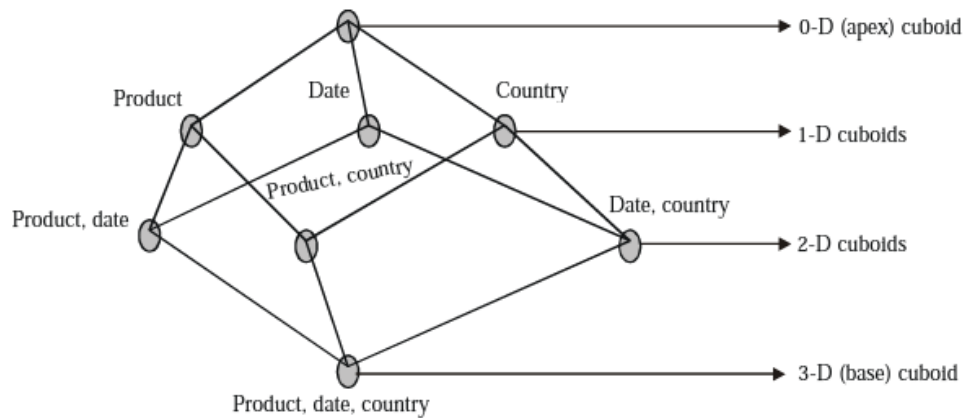 0-D (apex) cuboid
Product
Date
Country
1-D cuboids
Product, country
Product, date
Date, country
2-D cuboids
3-D (base) cuboid
Product, date, country